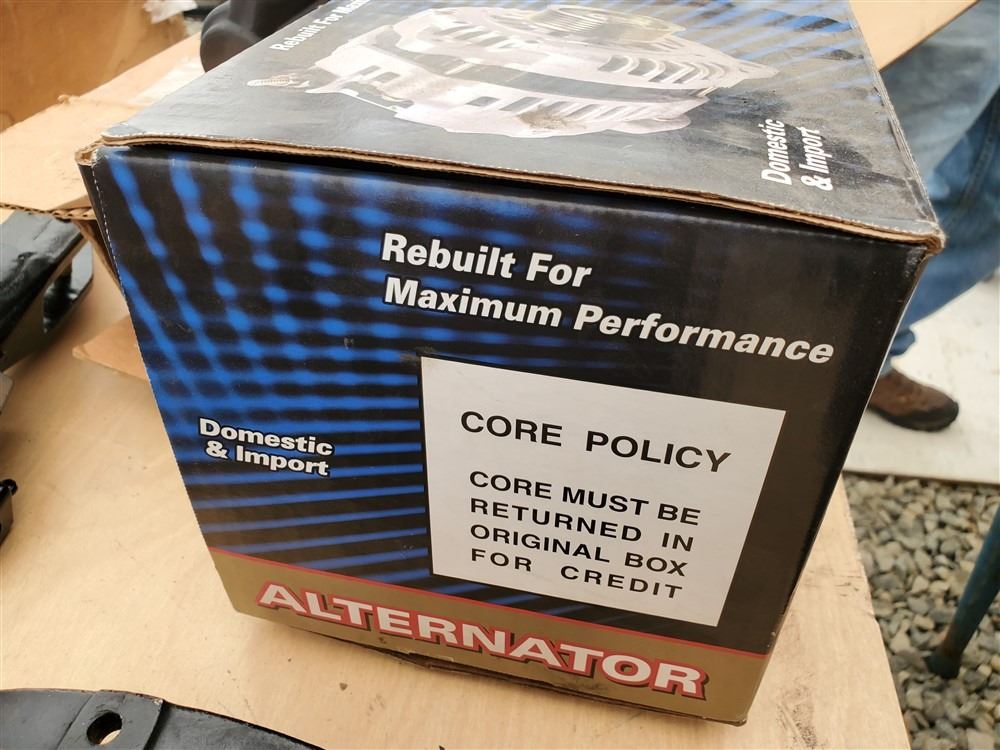 Rebuilt For
Domestic
& Import
Rebuilt For
Maximum Performance
Domestic
& Import
CORE POLICY
CORE MUST BE
RETURNED IN
ORIGINAL BOX
FOR CREDIT
ALTERNATOR